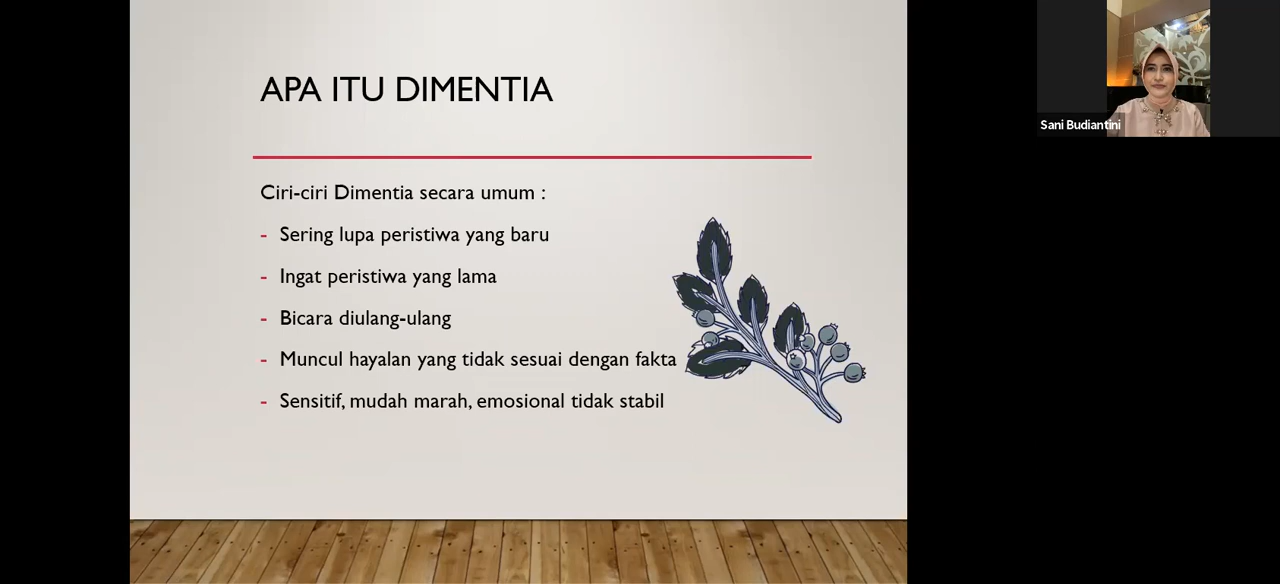 APA ITU DIMENTIA
Ciri-ciri Dimentia secara umum :
- Sering lupa peristiwa yang baru
- Ingat peristiwa yang lama
- Bicara diulang-ulang
- Muncul hayalan yang tidak sesuai dengan fakta
- Sensitif, mudah marah, emosional tidak stabil
Sani Budiantini